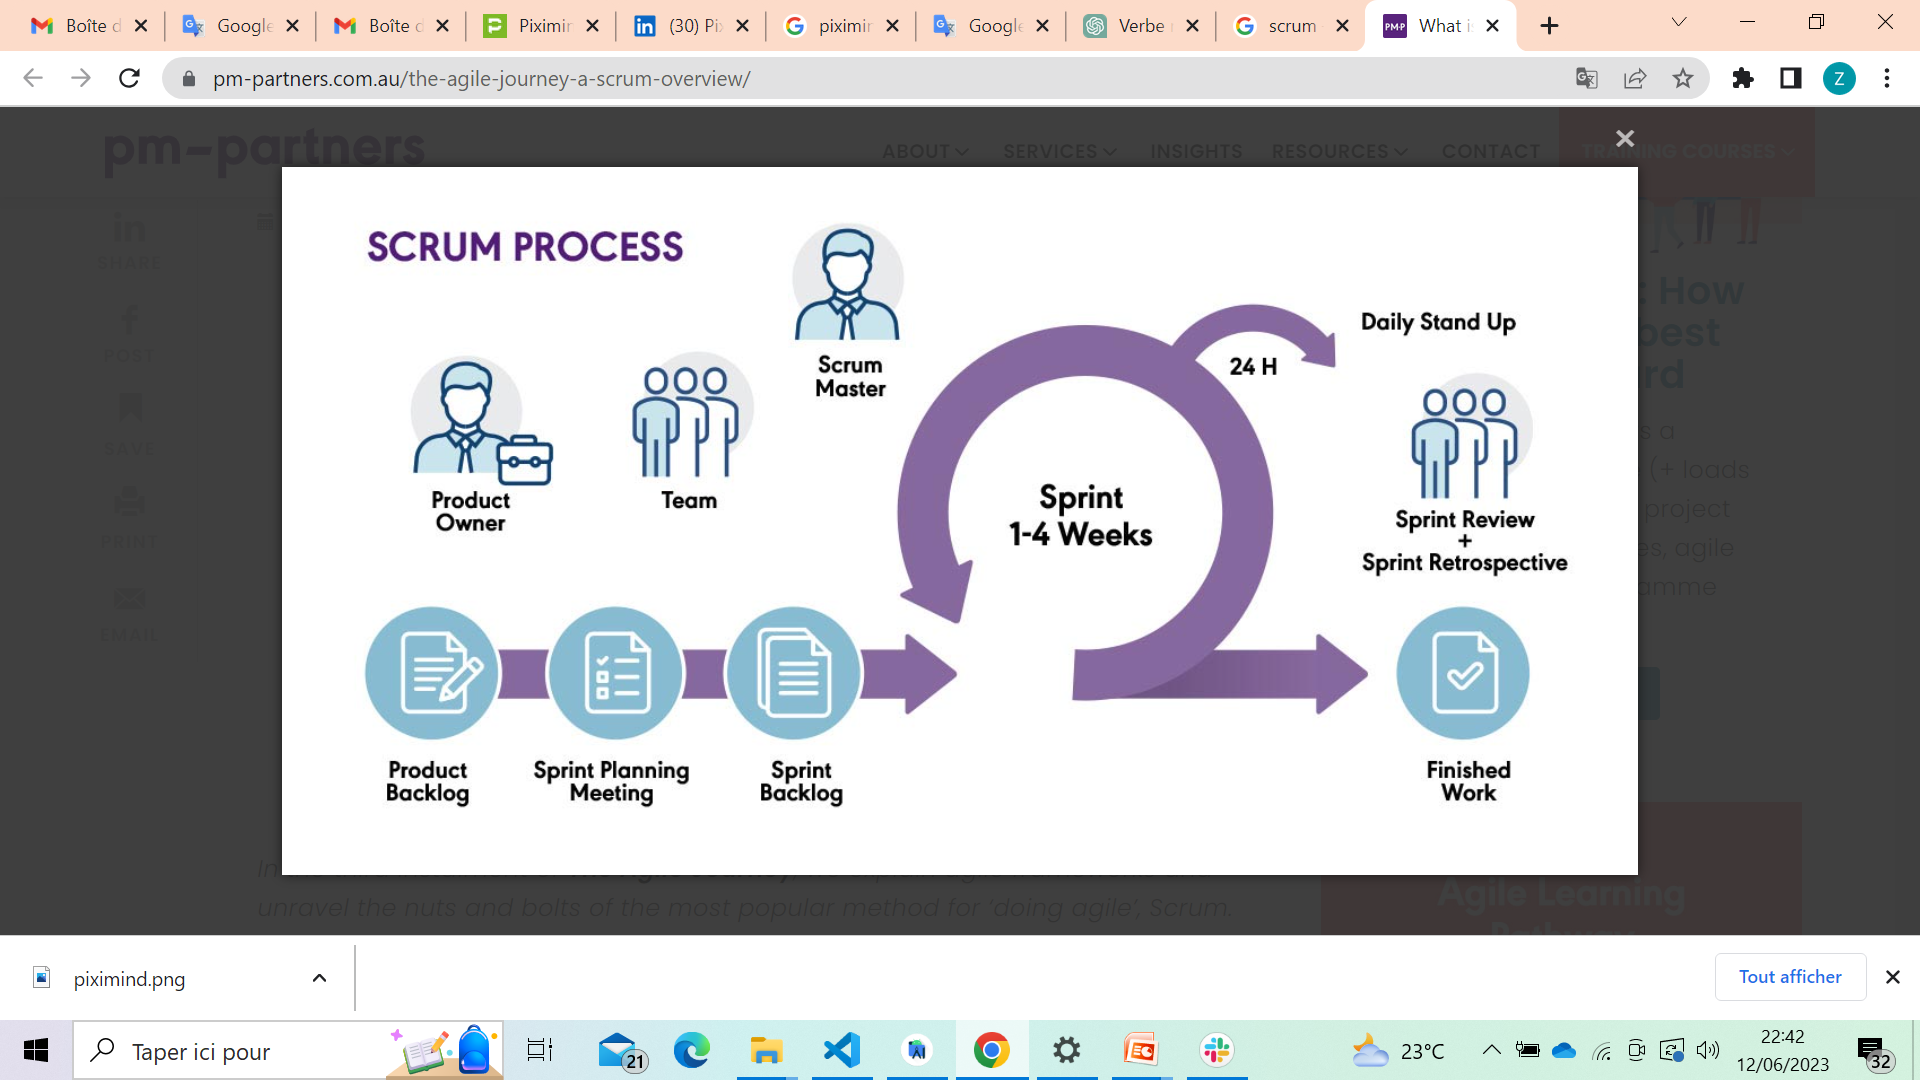 Boîte d
Google
Boîte d
Piximin
(30) Pi
piximin
Google
Verbe
scrum
PM-P
What is
pm-partners.com.au/the-agile-journey-a-scrum-overview/
Z
pm-partners
ABOUT
SERVICES
INSIGHTS
RESOURCES
CONTACT
TRAINING COURSES
SHARE
POST
SAVE
PRINT
EMAIL
SCRUM PROCESS
Scrum
Master
Product
Owner
Team
Daily Stand Up
24 H
Sprint
1-4 Weeks
Sprint Review
+
Sprint Retrospective
Product
Backlog
Sprint Planning
Meeting
Sprint
Backlog
Finished
Work
: How
best
rd
s a
(+ loads
project
es, agile
amme
unravel the nuts and bolts of the most popular method for ‘doing agile’, Scrum.
Agile Learning
Pathway
piximind.png
Tout afficher
Taper ici pour
21
23°C
22:42
12/06/2023
32